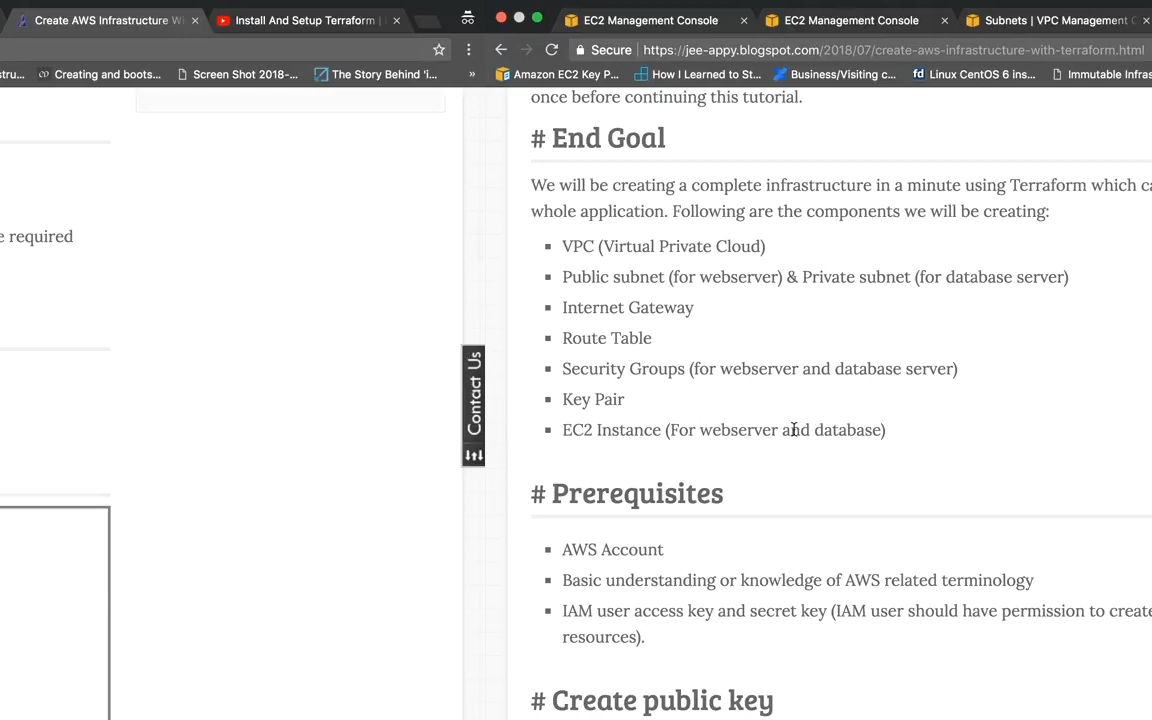 Create AWS Infrastructure W
Install And Setup Terraform |
EC2 Management Console
EC2 Management Console
Subnets | VPC Management C
Secure
https://jee-appy.blogspot.com/2018/07/create-aws-infrastructure-with-terraform.html
stru...
Creating and boots...
Screen Shot 2018-...
The Story Behind 'i...
»
Amazon EC2 Key P...
How I Learned to St...
Business/Visiting c...
Linux CentOS 6 ins...
Immutable Infras
once before continuing this tutorial.
# End Goal
We will be creating a complete infrastructure in a minute using Terraform which ca
whole application. Following are the components we will be creating:
e required
▪ VPC (Virtual Private Cloud)
▪ Public subnet (for webserver) & Private subnet (for database server)
▪ Internet Gateway
▪ Route Table
▪ Security Groups (for webserver and database server)
▪ Key Pair
▪ EC2 Instance (For webserver and database)
Contact Us
# Prerequisites
▪ AWS Account
▪ Basic understanding or knowledge of AWS related terminology
▪ IAM user access key and secret key (IAM user should have permission to create
resources).
# Create public key